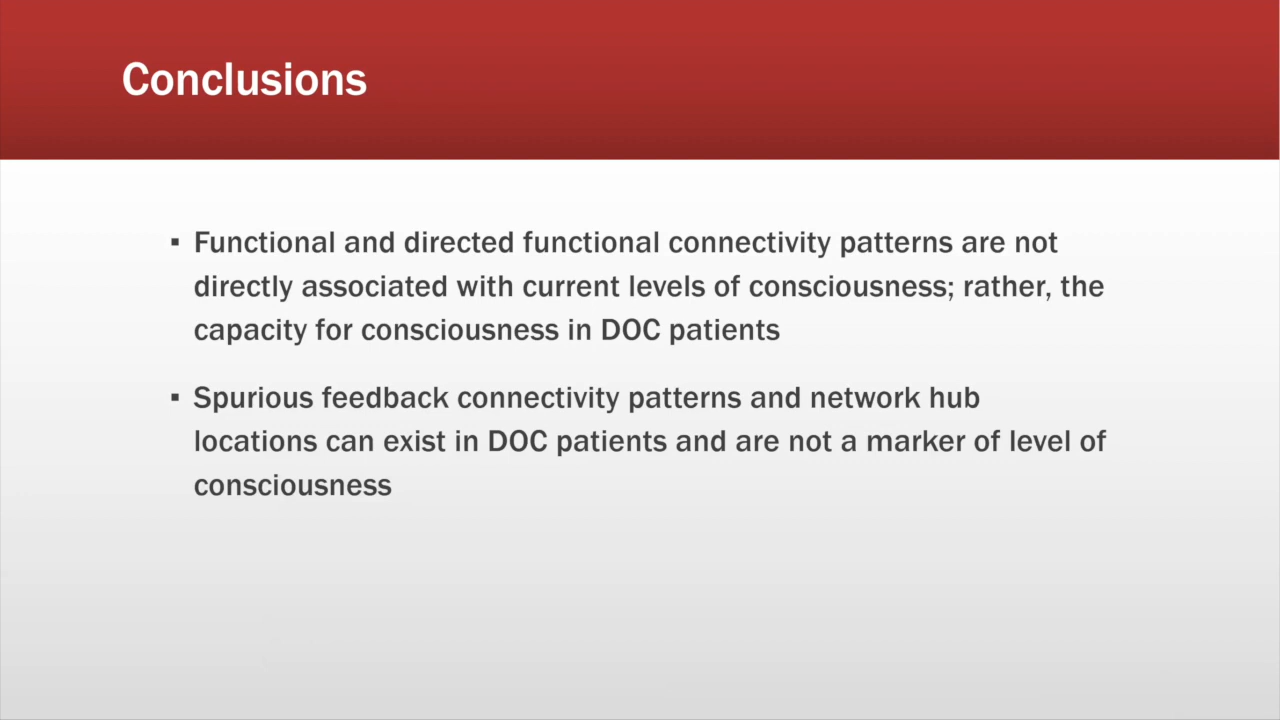 Conclusions
▪ Functional and directed functional connectivity patterns are not
directly associated with current levels of consciousness; rather, the
capacity for consciousness in DOC patients
▪ Spurious feedback connectivity patterns and network hub
locations can exist in DOC patients and are not a marker of level of
consciousness